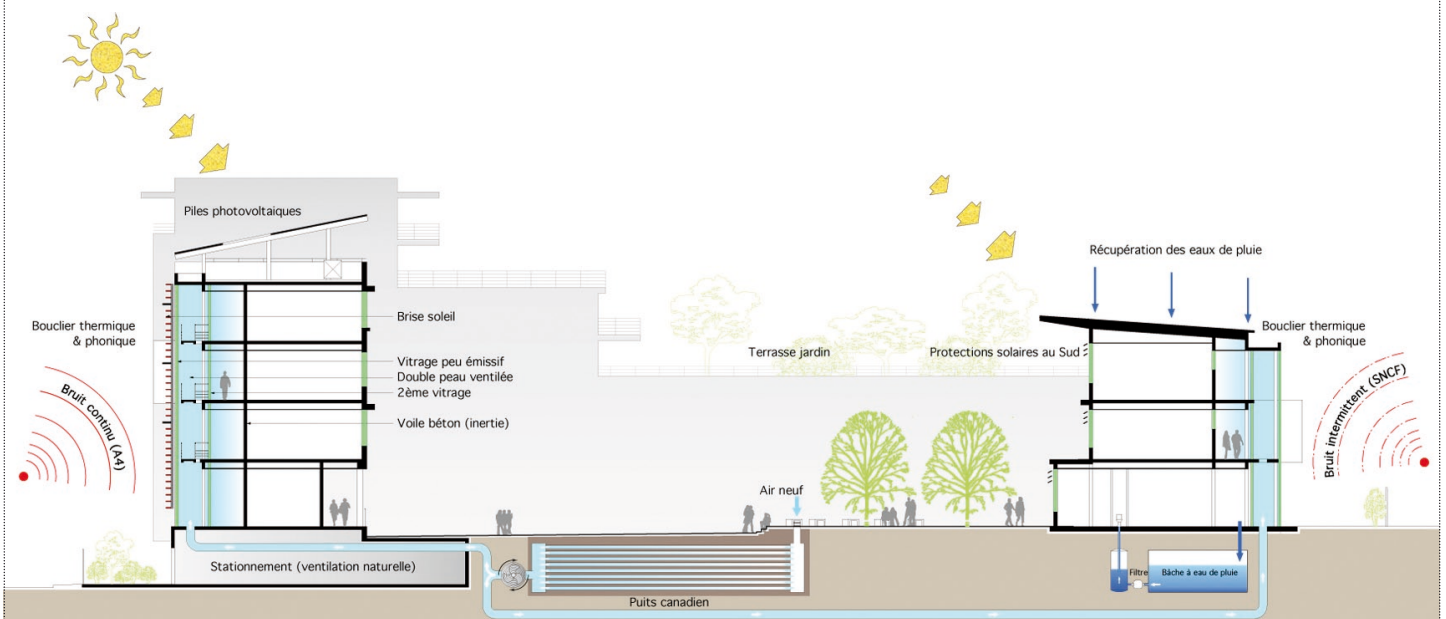 Piles photovoltaiques
Récupération des eaux de pluie
Brise soleil
Bouclier thermique
& phonique
Bouclier thermique
& phonique
Terrasse jardin
Protections solaires au Sud
Vitrage peu émissif
Double peau ventilée
2ème vitrage
Bruit continu (A4)
Bruit intermittent (SNCF)
Voile béton (inertie)
Air neuf
Stationnement (ventilation naturelle)
Filtre
Bâche à eau de pluie
Puits canadien